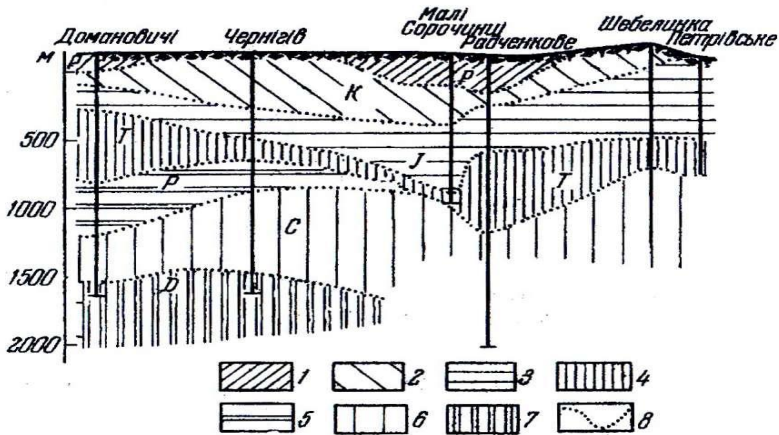 Домановичі Чернігів Малі Сорочинці Радченкове Шебелинка Петрівське
м
Р Р
К
500
Т J Т
Р
1000
С
1500
D
2000
1 2 3 4
5 6 7 8